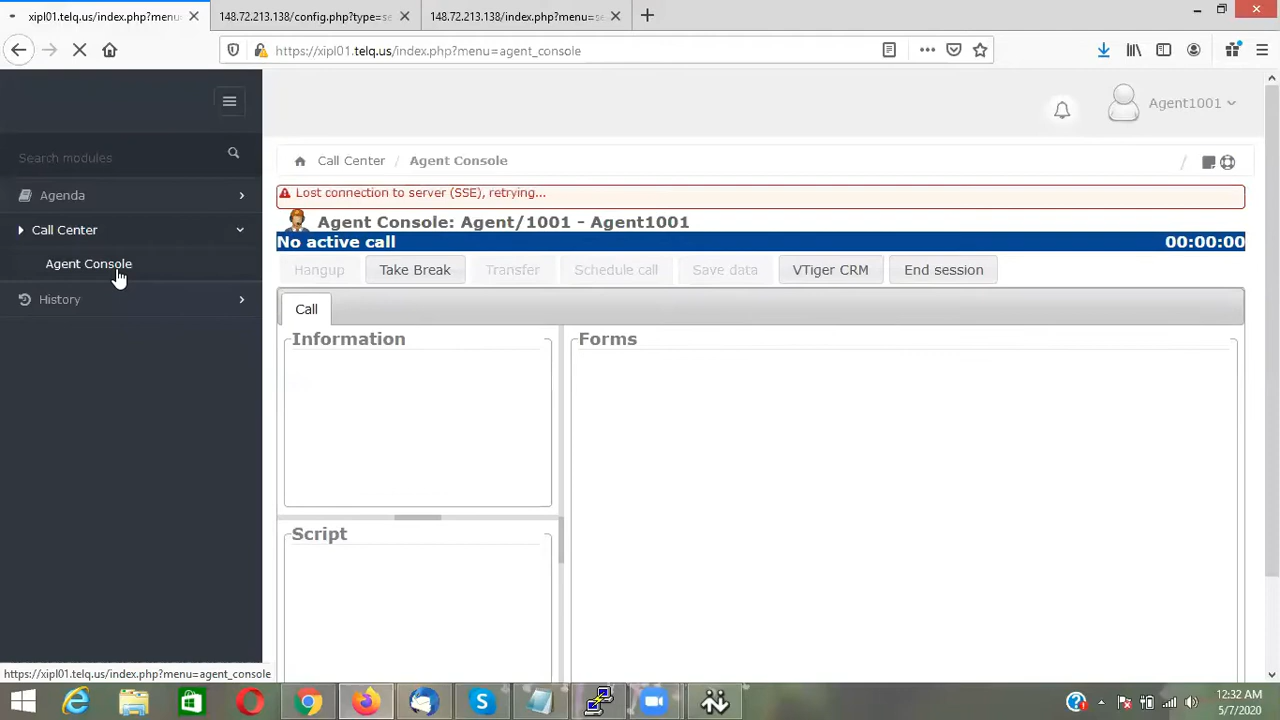 xipl01.telq.us/index.php?menu=
148.72.213.138/config.php?type=se
148.72.213.138/index.php?menu=se
https://xipl01.telq.us/index.php?menu=agent_console
Agent1001
Search modules
Call Center / Agent Console /
Agenda
Lost connection to server (SSE), retrying...
Agent Console: Agent/1001 - Agent1001
Call Center
No active call 00:00:00
Agent Console
Hangup Take Break Transfer Schedule call Save data VTiger CRM End session
History
Call
Information
Forms
Script
https://xipl01.telq.us/index.php?menu=agent_console
12:32 AM
5/7/2020